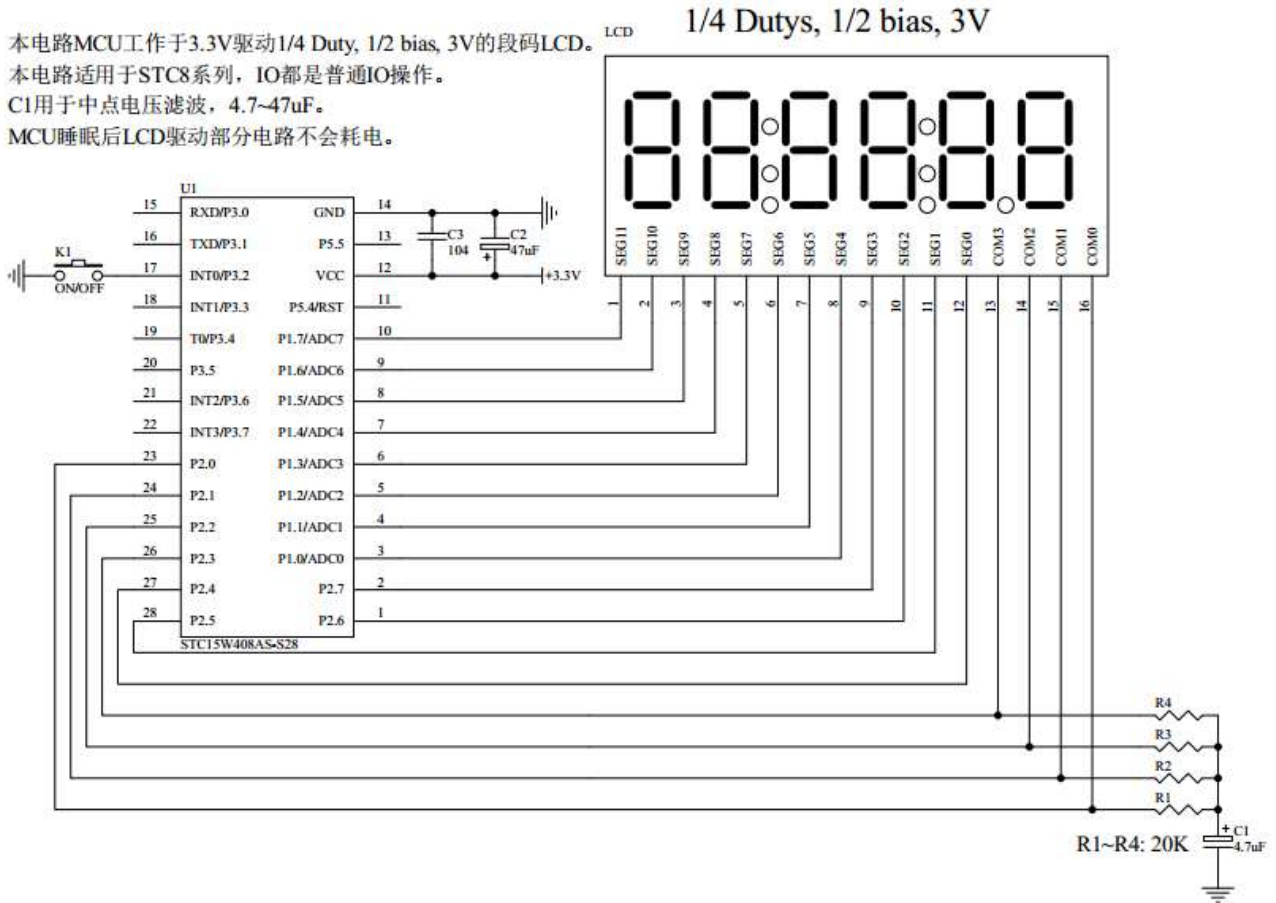 1/4 Dutys, 1/2 bias, 3V
本电路MCU工作于3.3V驱动1/4 Duty, 1/2 bias, 3V的段码LCD。
本电路适用于STC8系列，IO都是普通IO操作。
C1用于中点电压滤波，4.7~47uF。
MCU睡眠后LCD驱动部分电路不会耗电。
LCD
SEG11 SEG10 SEG9 SEG8 SEG7 SEG6 SEG5 SEG4 SEG3 SEG2 SEG1 SEG0 COM3 COM2 COM1 COM0
1 2 3 4 5 6 7 8 9 10 11 12 13 14 15 16
U1
15 RXD/P3.0 GND 14
16 TXD/P3.1 P5.5 13
17 INT0/P3.2 VCC 12
18 INT1/P3.3 P5.4/RST 11
19 T0/P3.4 P1.7/ADC7 10
20 P3.5 P1.6/ADC6 9
21 INT2/P3.6 P1.5/ADC5 8
22 INT3/P3.7 P1.4/ADC4 7
23 P2.0 P1.3/ADC3 6
24 P2.1 P1.2/ADC2 5
25 P2.2 P1.1/ADC1 4
26 P2.3 P1.0/ADC0 3
27 P2.4 P2.7 2
28 P2.5 P2.6 1
STC15W408AS-S28
K1
ON/OFF
C3
104
C2
47uF
+
+3.3V
R4
R3
R2
R1
R1~R4: 20K
+ C1
4.7uF